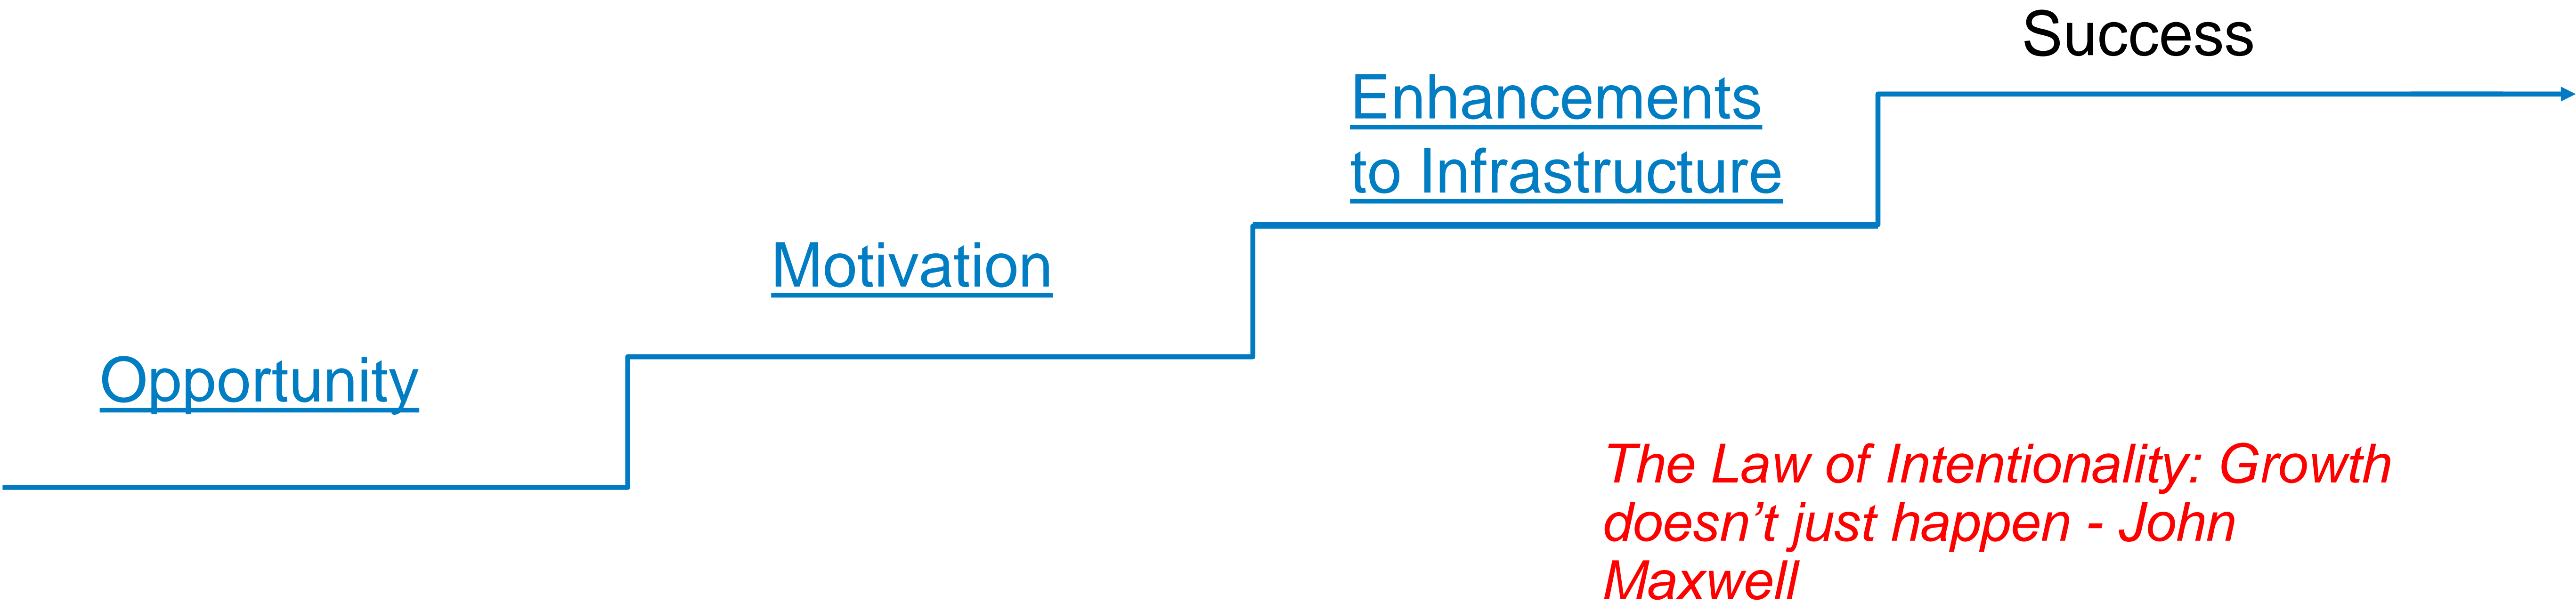 Success
Enhancements
to Infrastructure
Motivation
Opportunity
The Law of Intentionality: Growth
doesn’t just happen - John
Maxwell